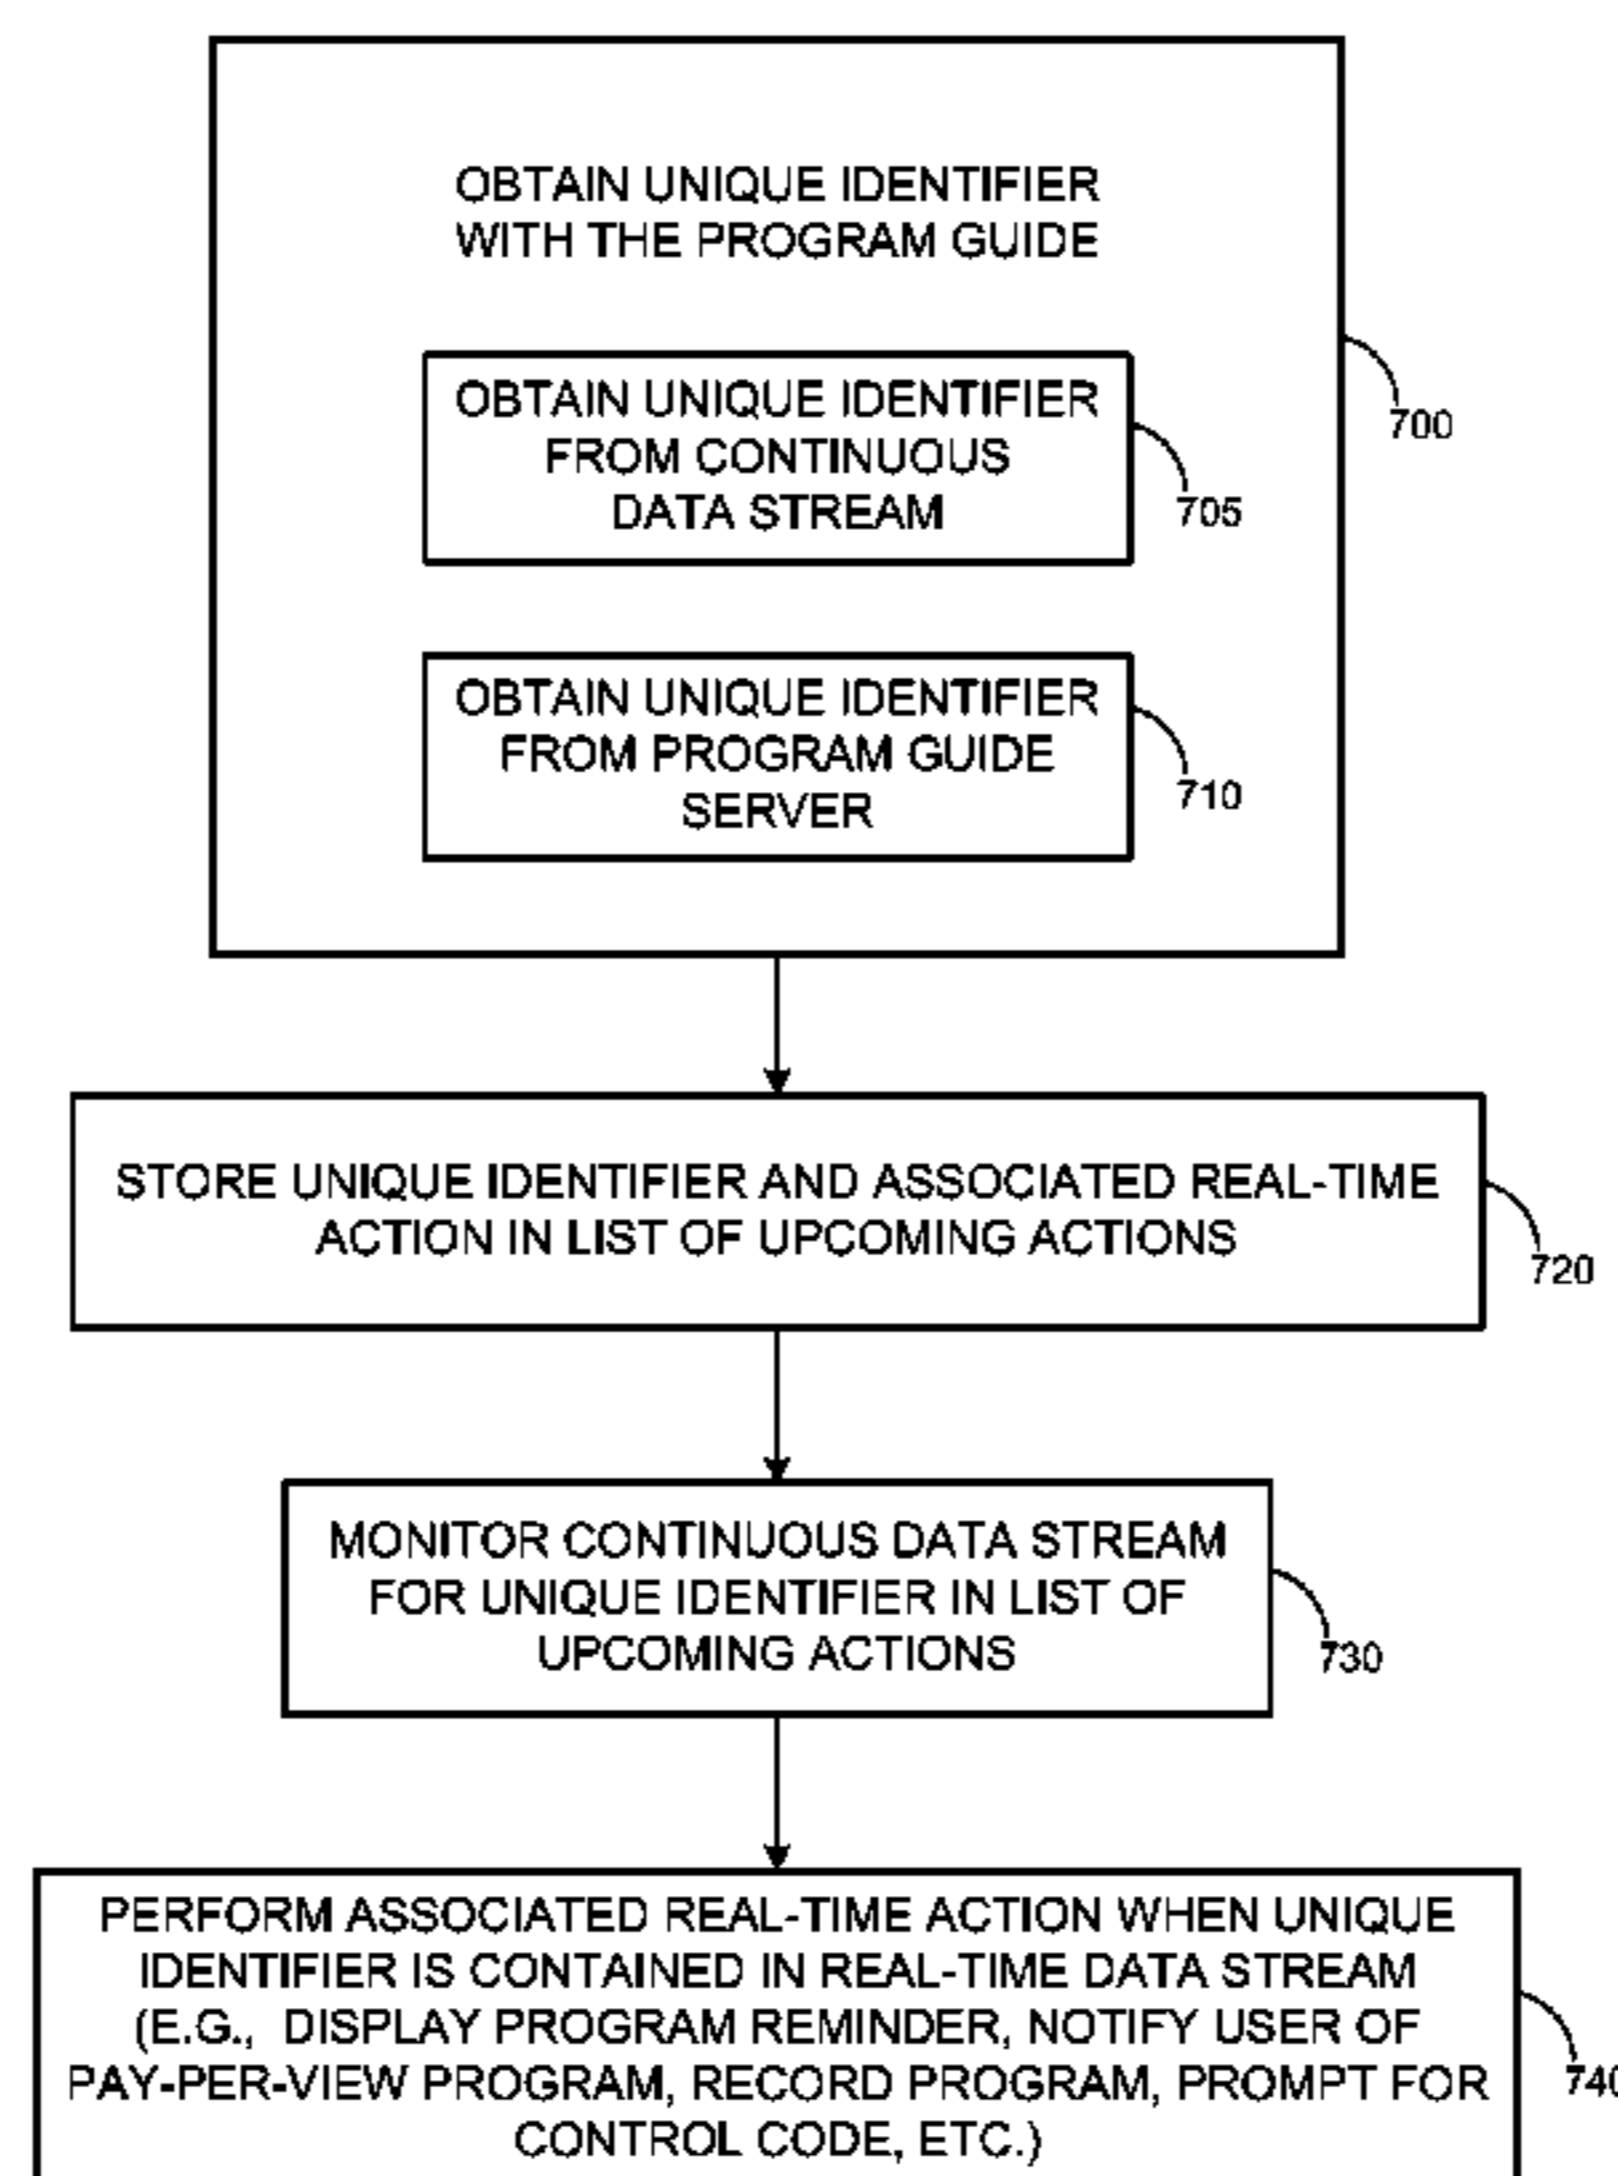 OBTAIN UNIQUE IDENTIFIER
WITH THE PROGRAM GUIDE
700
OBTAIN UNIQUE IDENTIFIER
FROM CONTINUOUS
DATA STREAM
705
OBTAIN UNIQUE IDENTIFIER
FROM PROGRAM GUIDE
SERVER
710
STORE UNIQUE IDENTIFIER AND ASSOCIATED REAL-TIME
ACTION IN LIST OF UPCOMING ACTIONS
720
MONITOR CONTINUOUS DATA STREAM
FOR UNIQUE IDENTIFIER IN LIST OF
UPCOMING ACTIONS
730
PERFORM ASSOCIATED REAL-TIME ACTION WHEN UNIQUE
IDENTIFIER IS CONTAINED IN REAL-TIME DATA STREAM
(E.G., DISPLAY PROGRAM REMINDER, NOTIFY USER OF
PAY-PER-VIEW PROGRAM, RECORD PROGRAM, PROMPT FOR
CONTROL CODE, ETC.)
740